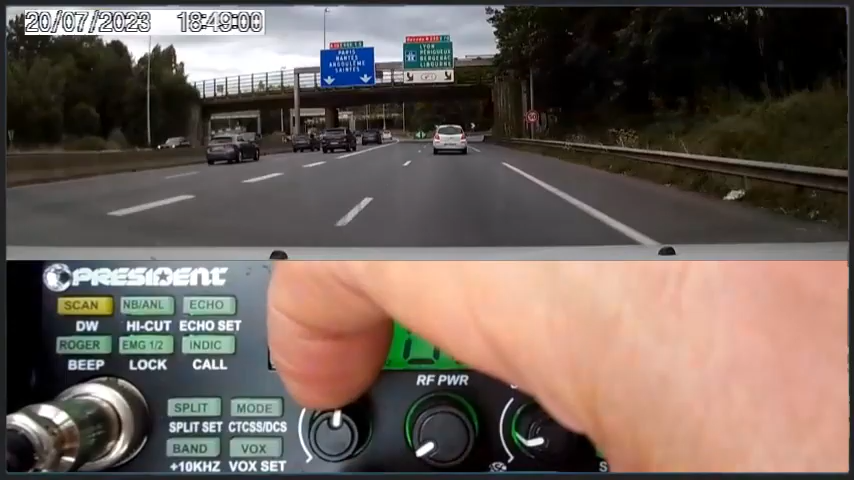 20/07/2023 18:49:00
PARIS
NANTES
ANGOULÊME
SAINTES
LYON
PÉRIGUEUX
BERGERAC
LIBOURNE
PRESIDENT
SCAN NB/ANL ECHO
DW HI-CUT ECHO SET
ROGER EMG 1/2 INDIC
BEEP LOCK CALL
SPLIT MODE
SPLIT SET CTCSS/DCS
BAND VOX
+10KHZ VOX SET
RF PWR